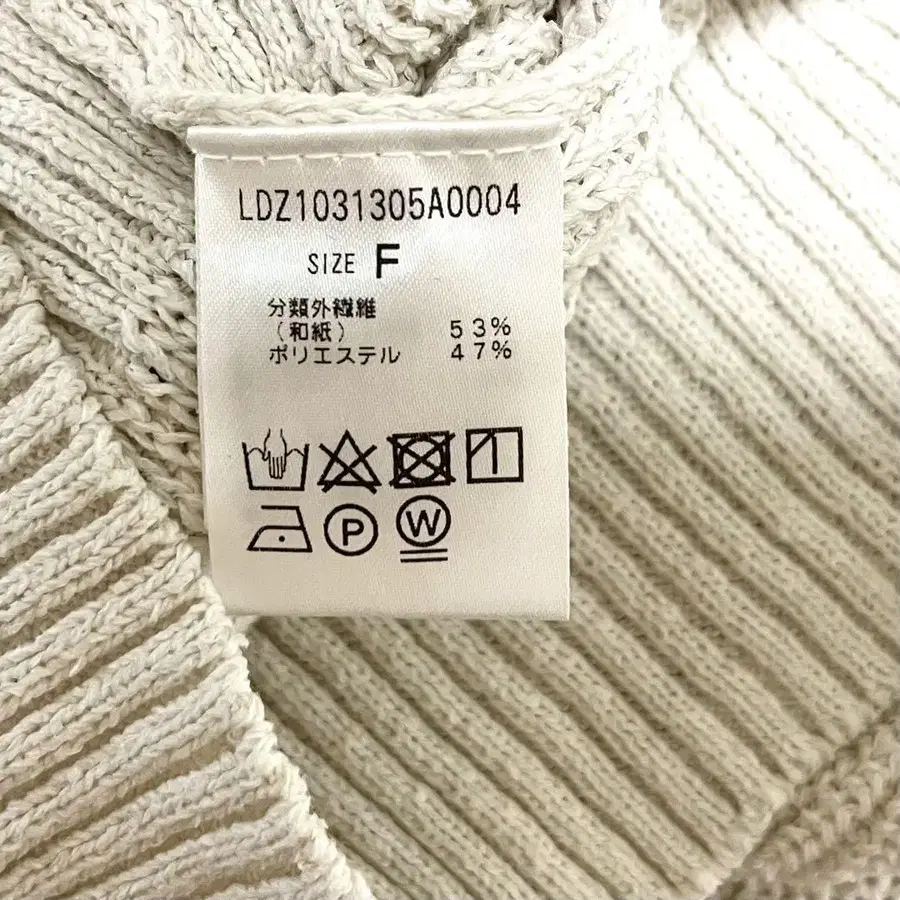 LDZ1031305A0004
SIZE F
分類外繊維
（和紙） 53%
ポリエステル 47%
P W